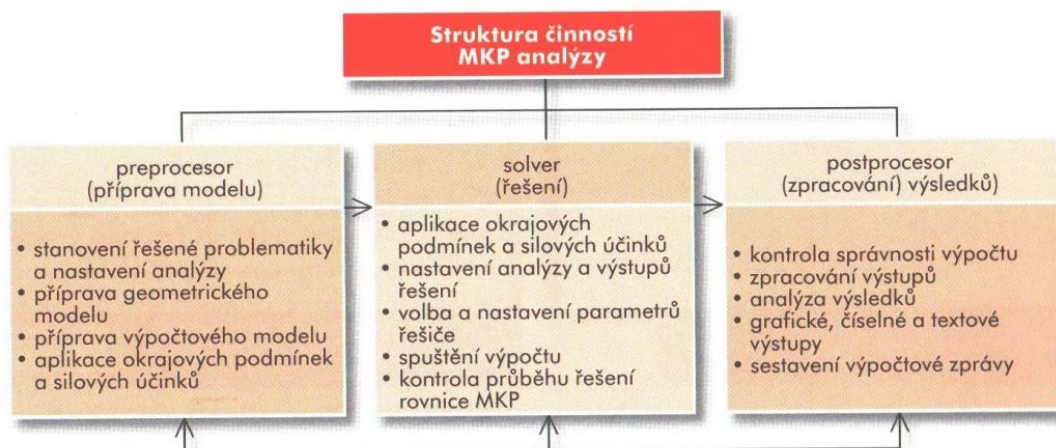 Struktura činností
MKP analýzy
preprocesor
(příprava modelu)
• stanovení řešené problematiky
a nastavení analýzy
• příprava geometrického
modelu
• příprava výpočtového modelu
• aplikace okrajových podmínek
a silových účinků
solver
(řešení)
• aplikace okrajových
podmínek a silových účinků
• nastavení analýzy a výstupů
řešení
• volba a nastavení parametrů
řešiče
• spuštění výpočtu
• kontrola průběhu řešení
rovnice MKP
postprocesor
(zpracování) výsledků)
• kontrola správnosti výpočtu
• zpracování výstupů
• analýza výsledků
• grafické, číselné a textové
výstupy
• sestavení výpočtové zprávy